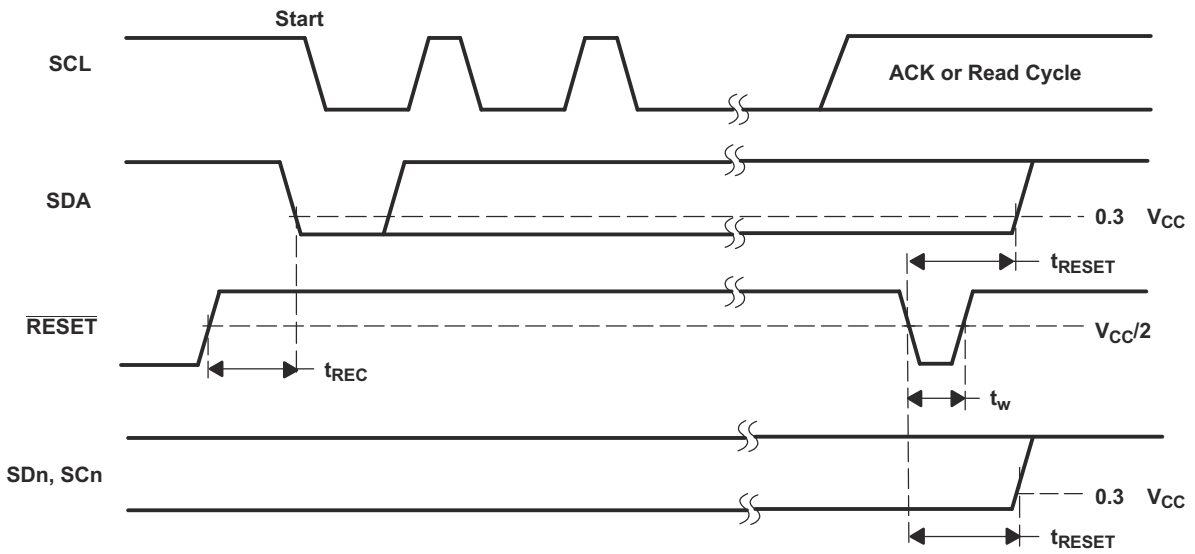 Start
SCL
ACK or Read Cycle
SDA
0.3 VCC
tRESET
RESET
VCC/2
tREC
tw
SDn, SCn
0.3 VCC
tRESET